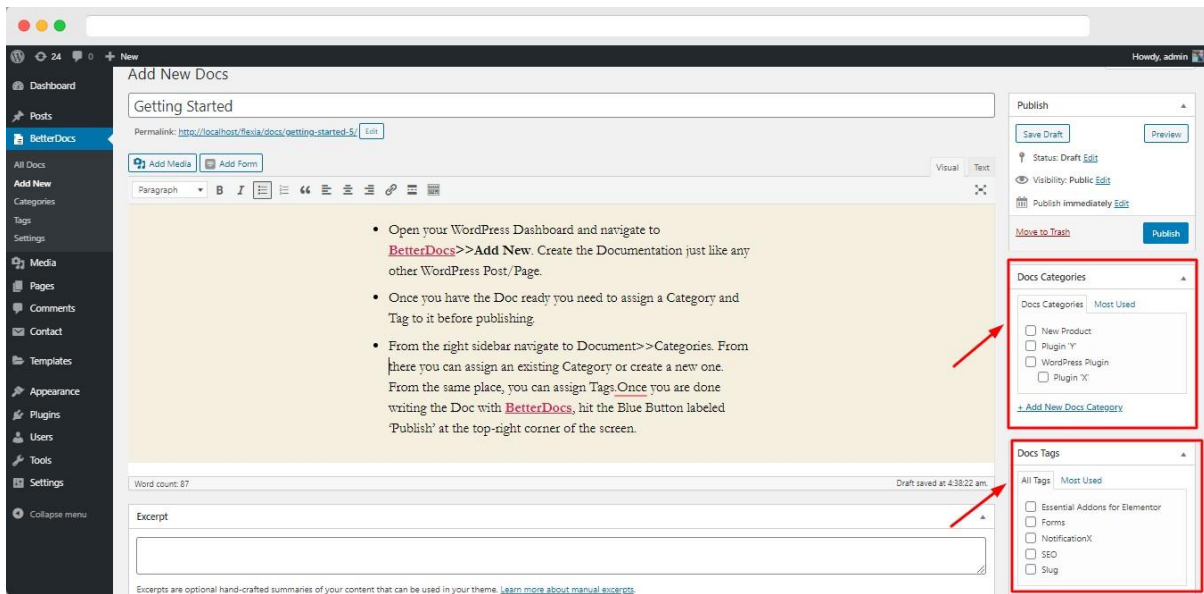 24 0 + New Howdy, admin
Dashboard
Posts
BetterDocs
All Docs
Add New
Categories
Tags
Settings
Media
Pages
Comments
Contact
Templates
Appearance
Plugins
Users
Tools
Settings
Collapse menu
Add New Docs
Getting Started
Permalink: http://localhost/flexia/docs/getting-started-5/ Edit
Add Media Add Form
Visual Text
Paragraph B I
• Open your WordPress Dashboard and navigate to
BetterDocs>>Add New. Create the Documentation just like any
other WordPress Post/Page.
• Once you have the Doc ready you need to assign a Category and
Tag to it before publishing.
• From the right sidebar navigate to Document>>Categories. From
there you can assign an existing Category or create a new one.
From the same place, you can assign Tags.Once you are done
writing the Doc with BetterDocs, hit the Blue Button labeled
‘Publish’ at the top-right corner of the screen.
Word count: 87 Draft saved at 4:38:22 am.
Excerpt
Excerpts are optional hand-crafted summaries of your content that can be used in your theme. Learn more about manual excerpts.
Publish
Save Draft Preview
Status: Draft Edit
Visibility: Public Edit
Publish immediately Edit
Move to Trash Publish
Docs Categories
Docs Categories Most Used
New Product
Plugin 'Y'
WordPress Plugin
Plugin 'X'
+ Add New Docs Category
Docs Tags
All Tags Most Used
Essential Addons for Elementor
Forms
NotificationX
SEO
Slug